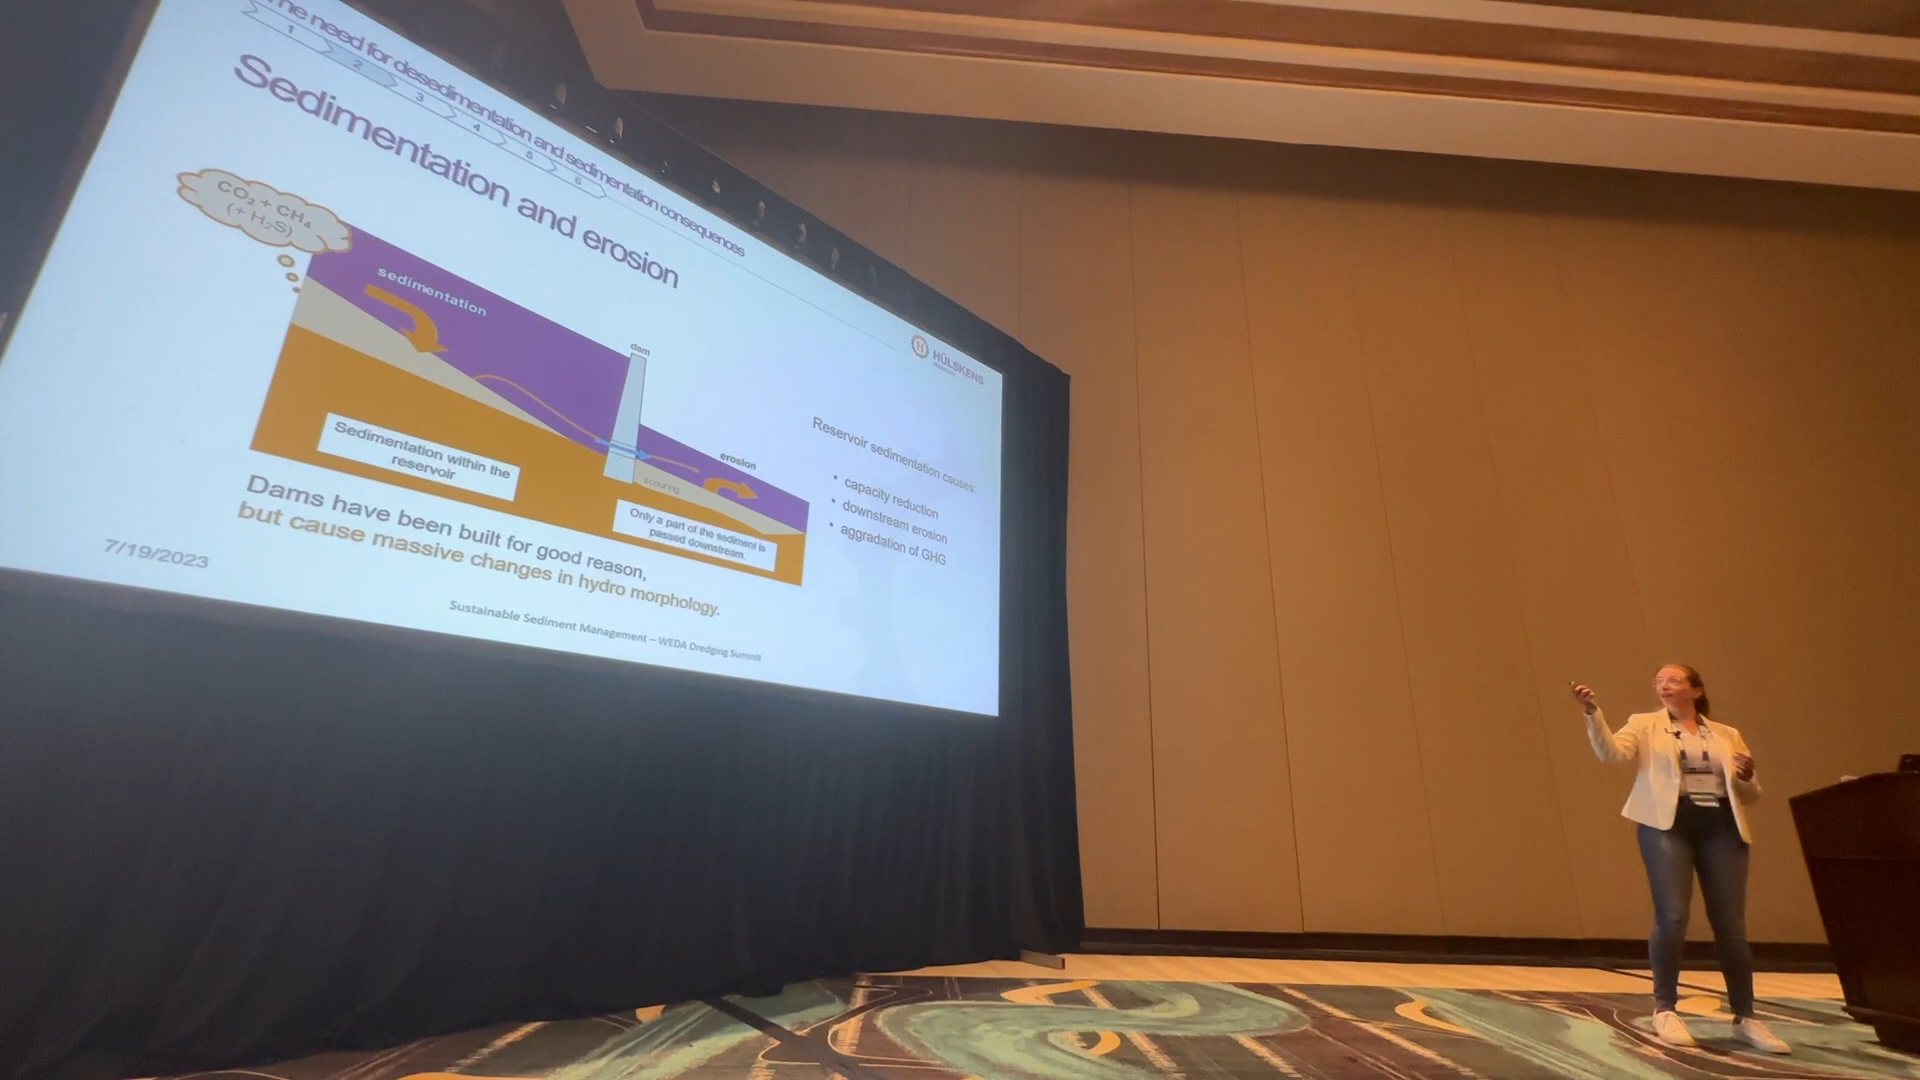 The need for desedimentation and sedimentation consequences
1
2
3
4
5
6
Sedimentation and erosion
CO₂ + CH₄
(+ H₂S)
sedimentation
dam
HÜLSKENS
erosion
scouring
Sedimentation within the
reservoir
Only a part of the sediment is
passed downstream.
Reservoir sedimentation causes:
• capacity reduction
• downstream erosion
• aggradation of GHG
Dams have been built for good reason,
but cause massive changes in hydro morphology.
7/19/2023
Sustainable Sediment Management – WEDA Dredging Summit